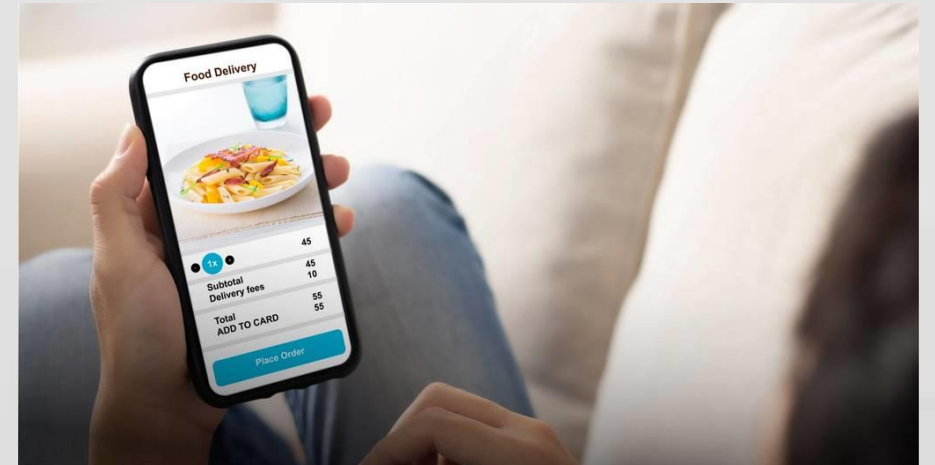 Food Delivery
1x 45
Subtotal 45
Delivery fees 10
Total 55
ADD TO CARD 55
Place Order